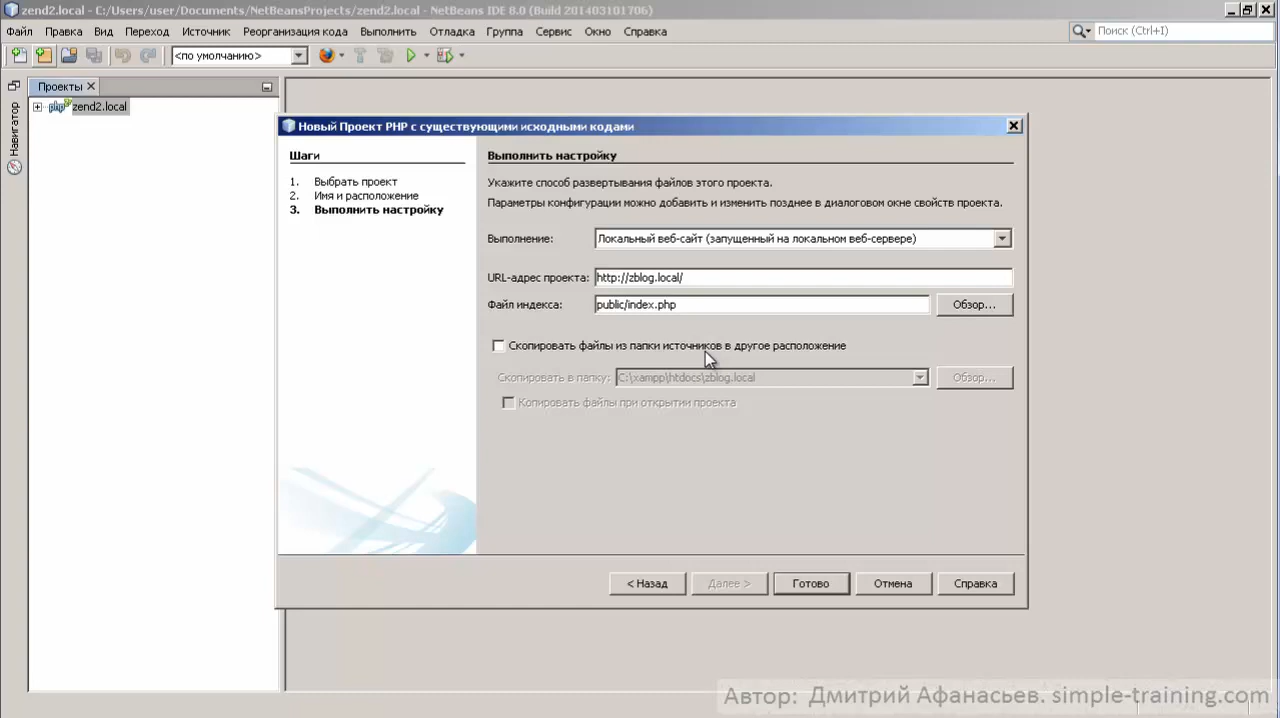 zend2.local - C:/Users/user/Documents/NetBeansProjects/zend2.local - NetBeans IDE 8.0 (Build 201403101706)
Файл Правка Вид Переход Источник Реорганизация кода Выполнить Отладка Группа Сервис Окно Справка
Поиск (Ctrl+I)
<по умолчанию>
Проекты
Навигатор
php zend2.local
Новый Проект PHP с существующими исходными кодами
Шаги
1. Выбрать проект
2. Имя и расположение
3. Выполнить настройку
Выполнить настройку
Укажите способ развертывания файлов этого проекта.
Параметры конфигурации можно добавить и изменить позднее в диалоговом окне свойств проекта.
Выполнение: Локальный веб-сайт (запущенный на локальном веб-сервере)
URL-адрес проекта: http://zblog.local/
Файл индекса: public/index.php Обзор...
Скопировать файлы из папки источников в другое расположение
Скопировать в папку: C:\xampp\htdocs\zblog.local Обзор...
Копировать файлы при открытии проекта
< Назад Далее > Готово Отмена Справка
Автор: Дмитрий Афанасьев. simple-training.com